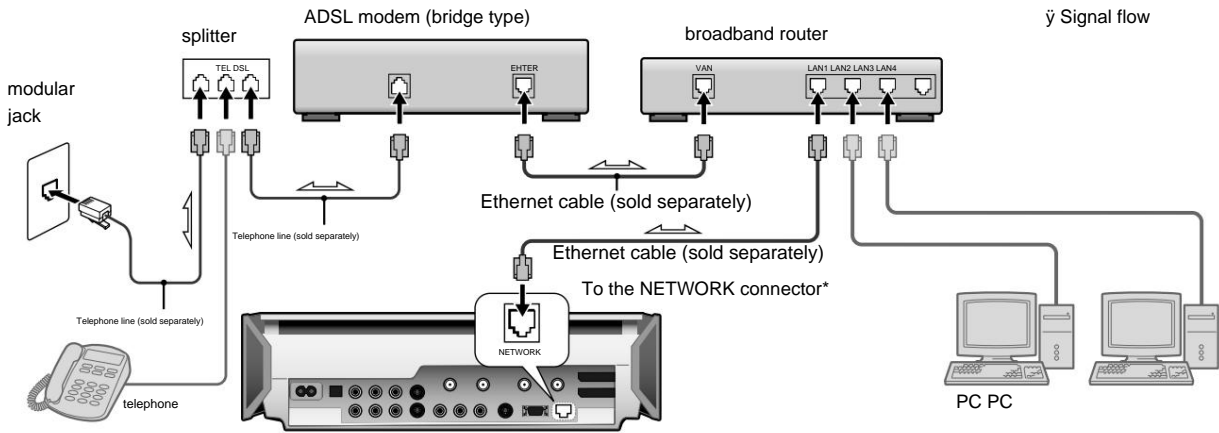 ADSL modem (bridge type)
ÿ Signal flow
splitter
broadband router
TEL DSL
EHTER
VAN
LAN1 LAN2 LAN3 LAN4
modular
jack
Ethernet cable (sold separately)
Telephone line (sold separately)
Ethernet cable (sold separately)
To the NETWORK connector*
Telephone line (sold separately)
NETWORK
telephone
PC PC